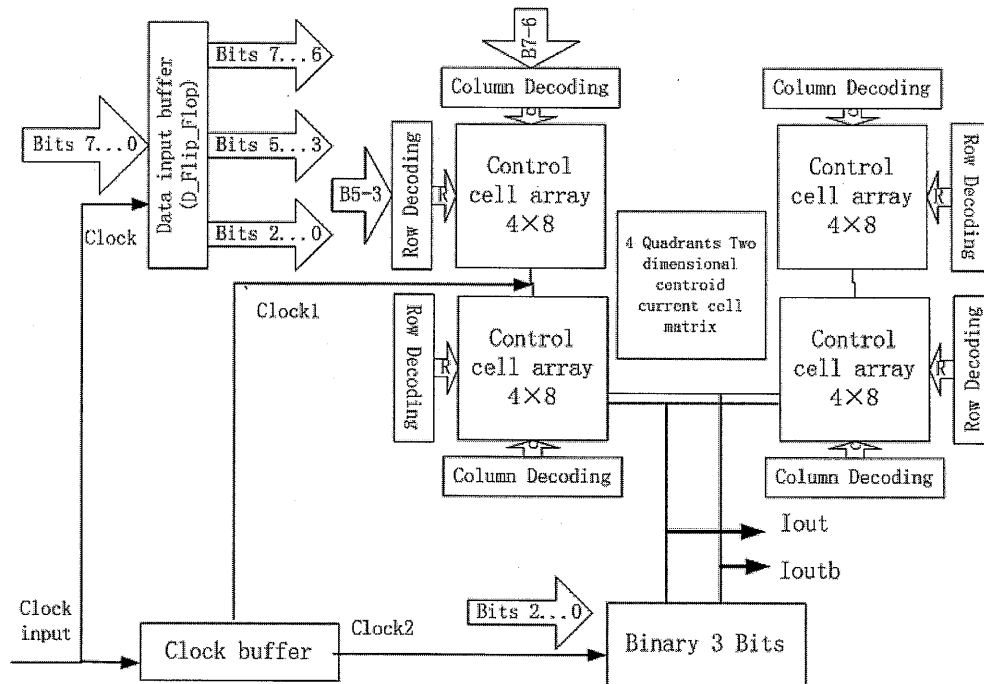 Bits 7...0
Data input buffer
(D_Flip_Flop)
Bits 7...6
Bits 5...3
Bits 2...0
Clock
B7-6
Column Decoding
C
B5-3
Row Decoding
R
Control
cell array
4×8
Column Decoding
C
Control
cell array
4×8
R
Row Decoding
4 Quadrants Two
dimensional
centroid
current cell
matrix
Clock1
Row Decoding
R
Control
cell array
4×8
C
Column Decoding
Control
cell array
4×8
R
Row Decoding
C
Column Decoding
Iout
Ioutb
Clock
input
Clock buffer
Clock2
Bits 2...0
Binary 3 Bits